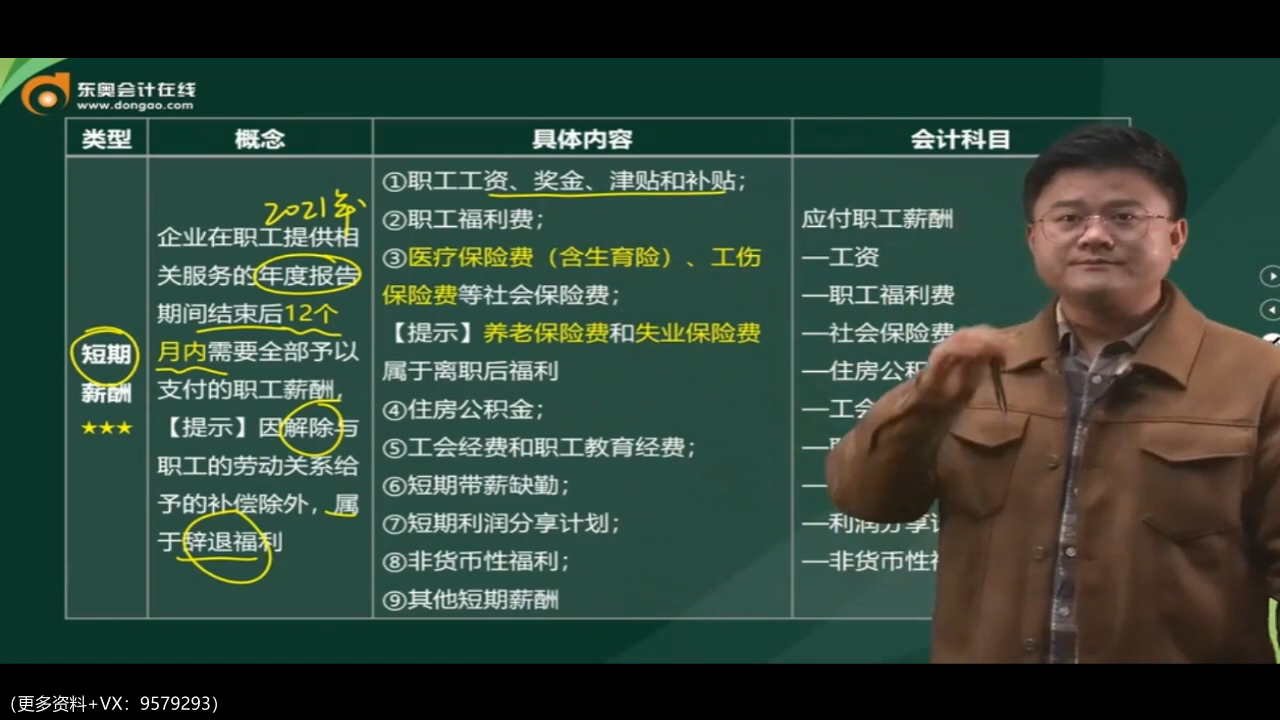 东奥会计在线
www.dongao.com
类型
概念
具体内容
会计科目
短期
薪酬
★★★
2021年
企业在职工提供相
关服务的年度报告
期间结束后12个
月内需要全部予以
支付的职工薪酬,
【提示】因解除与
职工的劳动关系给
予的补偿除外，属
于辞退福利
①职工工资、奖金、津贴和补贴；
②职工福利费；
③医疗保险费（含生育险）、工伤
保险费等社会保险费；
【提示】养老保险费和失业保险费
属于离职后福利
④住房公积金；
⑤工会经费和职工教育经费；
⑥短期带薪缺勤；
⑦短期利润分享计划；
⑧非货币性福利；
⑨其他短期薪酬
应付职工薪酬
—工资
—职工福利费
—社会保险费
—住房公积
—工会
—利润分享
—非货币性
(更多资料+VX：9579293)